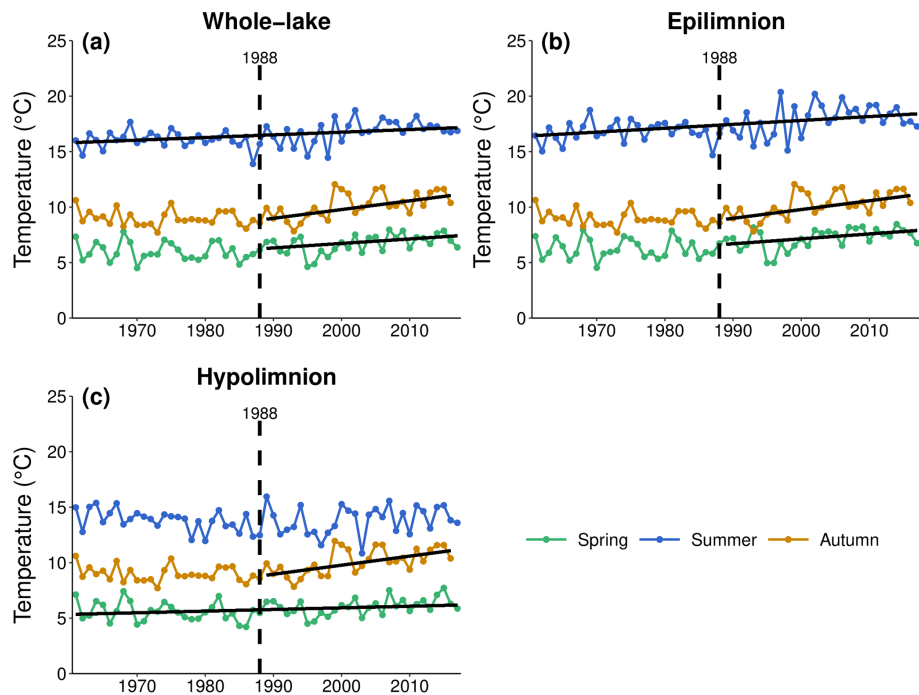 Whole−lake
(a)
1988
Temperature (°C)
25
20
15
10
5
0
1970 1980 1990 2000 2010
Epilimnion
(b)
1988
Temperature (°C)
25
20
15
10
5
0
1970 1980 1990 2000 2010
Hypolimnion
(c)
1988
Temperature (°C)
25
20
15
10
5
0
1970 1980 1990 2000 2010
Spring Summer Autumn